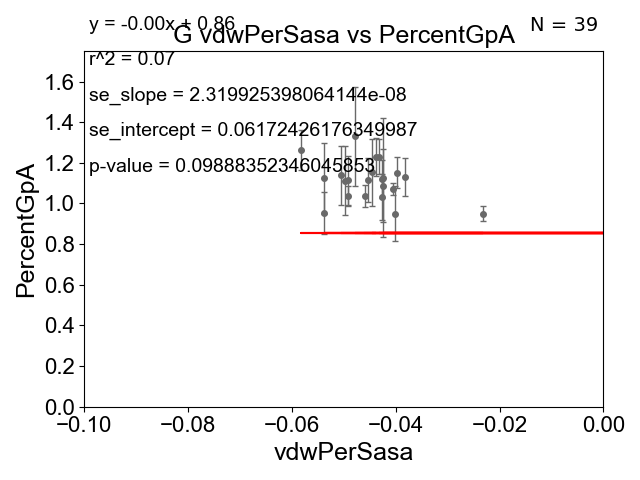 y = -0.00x + 0.86
G vdwPerSasa vs PercentGpA
N = 39
r^2 = 0.07
se_slope = 2.319925398064144e-08
se_intercept = 0.06172426176349987
p-value = 0.09888352346045853
PercentGpA
1.6
1.4
1.2
1.0
0.8
0.6
0.4
0.2
0.0
−0.10
−0.08
−0.06
−0.04
−0.02
0.00
vdwPerSasa